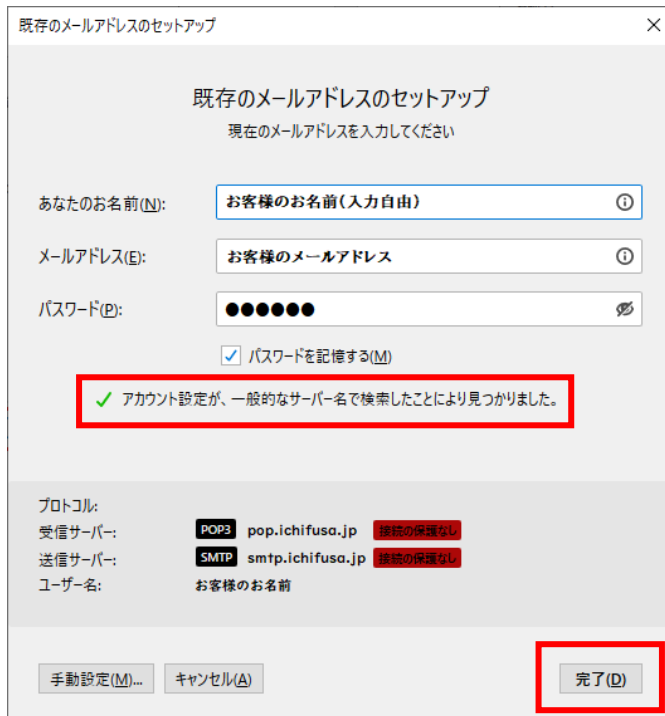 既存のメールアドレスのセットアップ
既存のメールアドレスのセットアップ
現在のメールアドレスを入力してください
あなたのお名前(N): お客様のお名前(入力自由)
メールアドレス(E): お客様のメールアドレス
パスワード(P): ●●●●●●
パスワードを記憶する(M)
アカウント設定が、一般的なサーバー名で検索したことにより見つかりました。
プロトコル:
受信サーバー: POP3 pop.ichifusa.jp 接続の保護なし
送信サーバー: SMTP smtp.ichifusa.jp 接続の保護なし
ユーザー名: お客様のお名前
手動設定(M)... キャンセル(A) 完了(D)